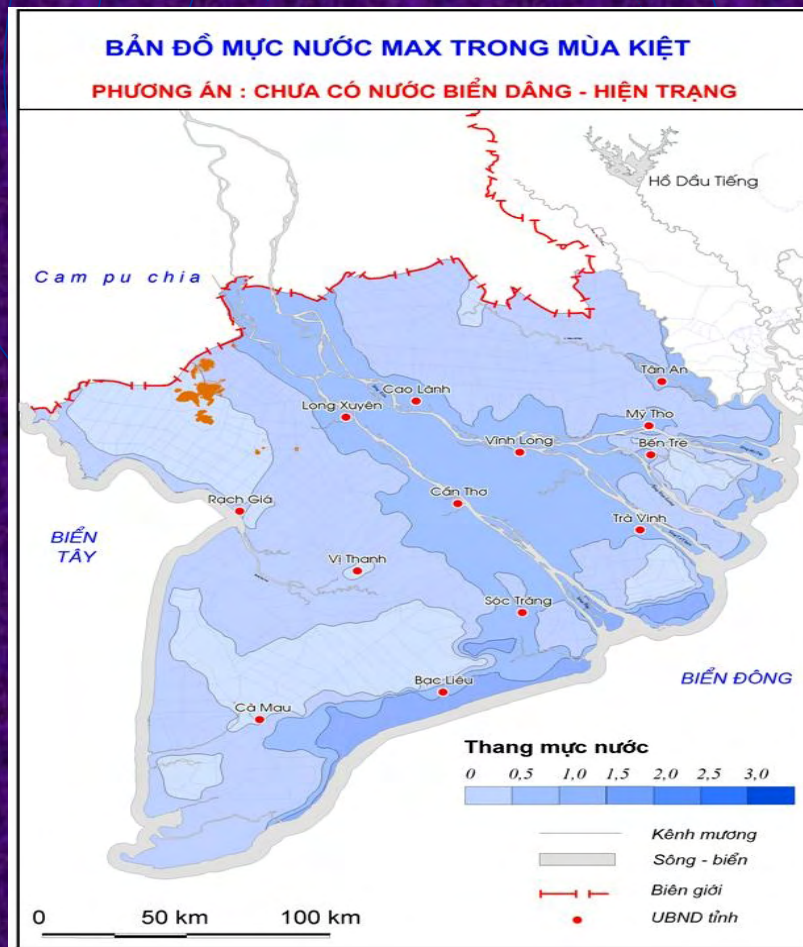 BẢN ĐỒ MỰC NƯỚC MAX TRONG MÙA KIỆT
PHƯƠNG ÁN : CHƯA CÓ NƯỚC BIỂN DÂNG - HIỆN TRẠNG
Hồ Dầu Tiếng
Cam pu chia
Tân An
Cao Lãnh
Long Xuyên
Mỹ Tho
Vĩnh Long
Bến Tre
Rạch Giá
Cần Thơ
Trà Vinh
BIỂN
TÂY
Vị Thanh
Sóc Trăng
BIỂN ĐÔNG
Bạc Liêu
Cà Mau
Thang mực nước
0 0,5 1,0 1,5 2,0 2,5 3,0
Kênh mương
Sông - biển
Biên giới
UBND tỉnh
0 50 km 100 km